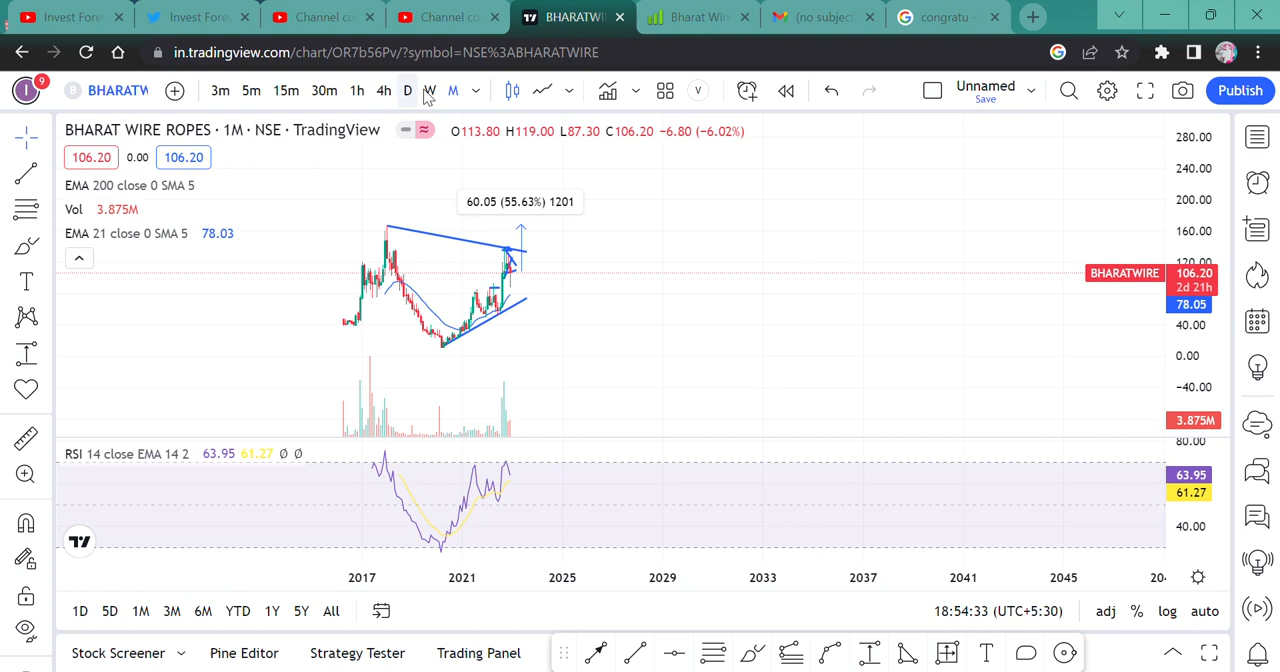 Invest Fore
Invest Fore
Channel co
Channel co
BHARATWI
Bharat Wire
(no subject
congratu -
in.tradingview.com/chart/OR7b56Pv/?symbol=NSE%3ABHARATWIRE
I
9
B BHARATW
3m 5m 15m 30m 1h 4h D W M
V
Unnamed
Save
Publish
BHARAT WIRE ROPES · 1M · NSE · TradingView
O113.80 H119.00 L87.30 C106.20 −6.80 (−6.02%)
106.20 0.00 106.20
EMA 200 close 0 SMA 5
Vol 3.875M
EMA 21 close 0 SMA 5 78.03
60.05 (55.63%) 1201
280.00
240.00
200.00
160.00
120.00
BHARATWIRE 106.20
2d 21h
78.05
40.00
0.00
−40.00
3.875M
80.00
RSI 14 close EMA 14 2 63.95 61.27 Ø Ø
63.95
61.27
40.00
2017 2021 2025 2029 2033 2037 2041 2045 204
1D 5D 1M 3M 6M YTD 1Y 5Y All
18:54:33 (UTC+5:30) adj % log auto
Stock Screener Pine Editor Strategy Tester Trading Panel